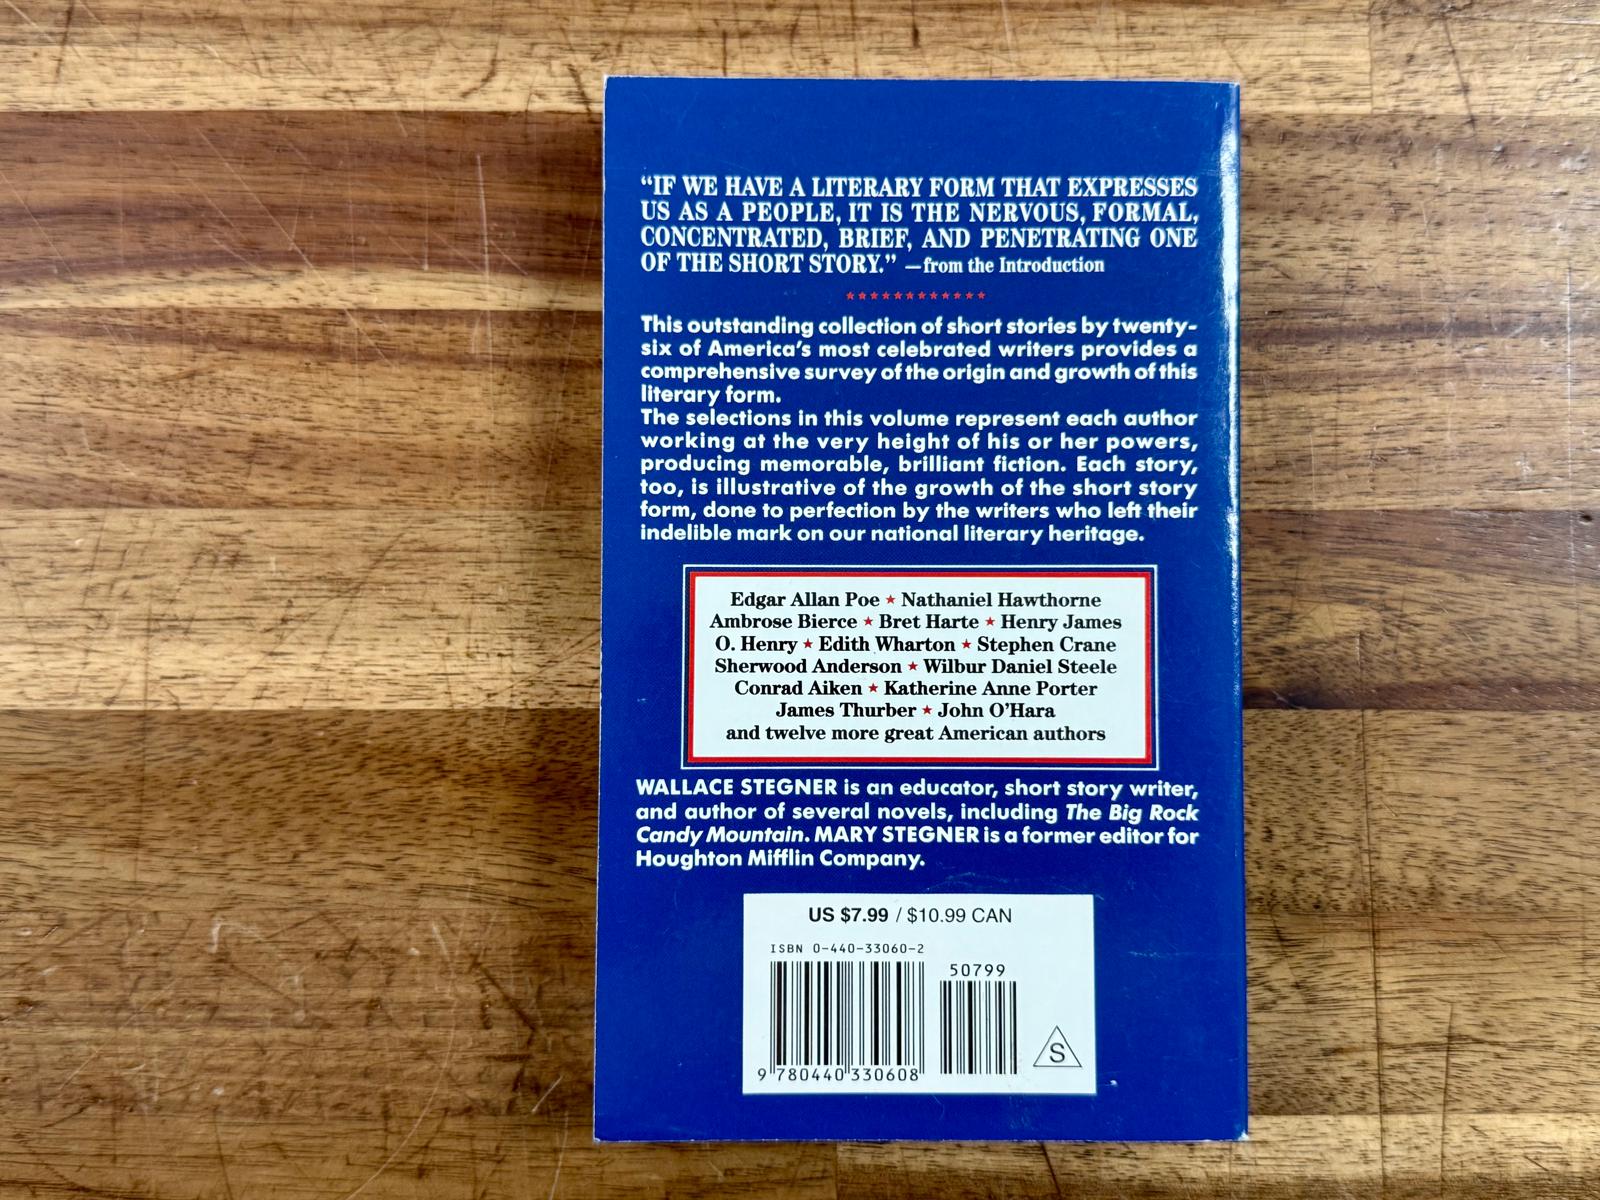 “IF WE HAVE A LITERARY FORM THAT EXPRESSES
US AS A PEOPLE, IT IS THE NERVOUS, FORMAL,
CONCENTRATED, BRIEF, AND PENETRATING ONE
OF THE SHORT STORY.” —from the Introduction
This outstanding collection of short stories by twenty-
six of America’s most celebrated writers provides a
comprehensive survey of the origin and growth of this
literary form.
The selections in this volume represent each author
working at the very height of his or her powers,
producing memorable, brilliant fiction. Each story,
too, is illustrative of the growth of the short story
form, done to perfection by the writers who left their
indelible mark on our national literary heritage.
Edgar Allan Poe ★ Nathaniel Hawthorne
Ambrose Bierce ★ Bret Harte ★ Henry James
O. Henry ★ Edith Wharton ★ Stephen Crane
Sherwood Anderson ★ Wilbur Daniel Steele
Conrad Aiken ★ Katherine Anne Porter
James Thurber ★ John O’Hara
and twelve more great American authors
WALLACE STEGNER is an educator, short story writer,
and author of several novels, including The Big Rock
Candy Mountain. MARY STEGNER is a former editor for
Houghton Mifflin Company.
US $7.99 / $10.99 CAN
ISBN 0-440-33060-2
50799
9 780440 330608
S